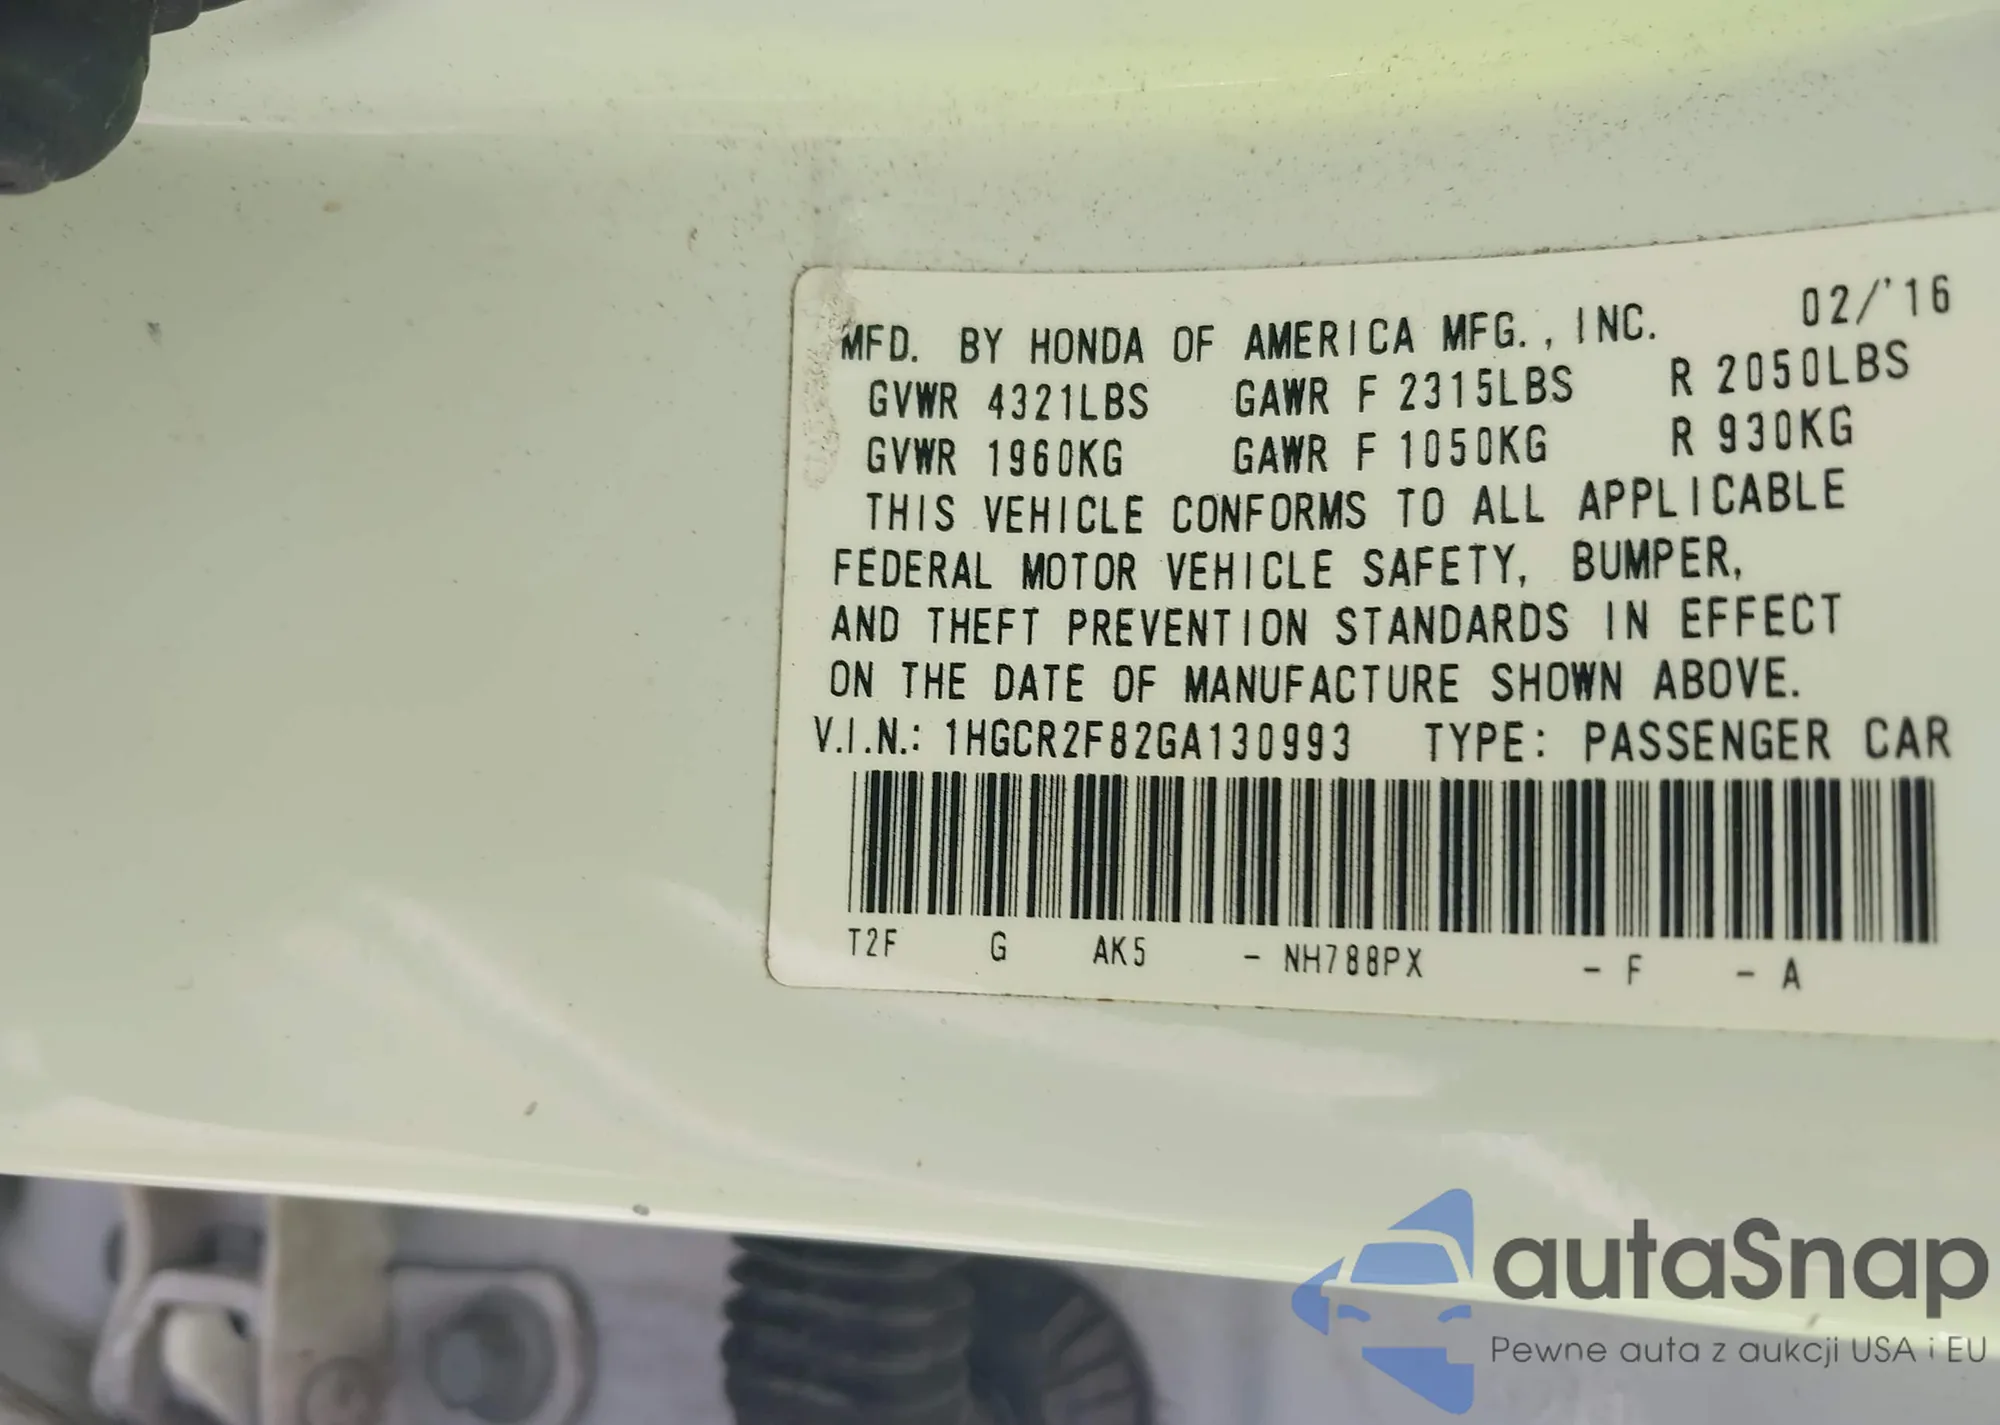 MFD. BY HONDA OF AMERICA MFG., INC. 02/'16
GVWR 4321LBS GAWR F 2315LBS R 2050LBS
GVWR 1960KG GAWR F 1050KG R 930KG
THIS VEHICLE CONFORMS TO ALL APPLICABLE
FEDERAL MOTOR VEHICLE SAFETY, BUMPER,
AND THEFT PREVENTION STANDARDS IN EFFECT
ON THE DATE OF MANUFACTURE SHOWN ABOVE.
V.I.N.: 1HGCR2F82GA130993 TYPE: PASSENGER CAR
T2F G AK5 - NH788PX - F - A
autaSnap
Pewne auta z aukcji USA i EU